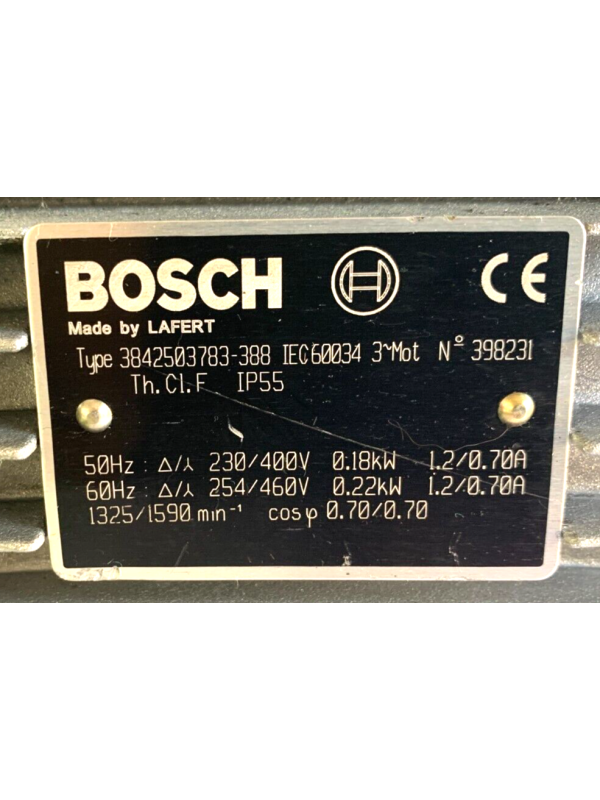 BOSCH CE
Made by LAFERT
Type 3842503783-388 IEC60034 3~Mot Nº 398231
Th.Cl.F IP55
50Hz : Δ/⅄ 230/400V 0.18kW 1.2/0.70A
60Hz : Δ/⅄ 254/460V 0.22kW 1.2/0.70A
1325/1590 min⁻¹ cosφ 0.70/0.70